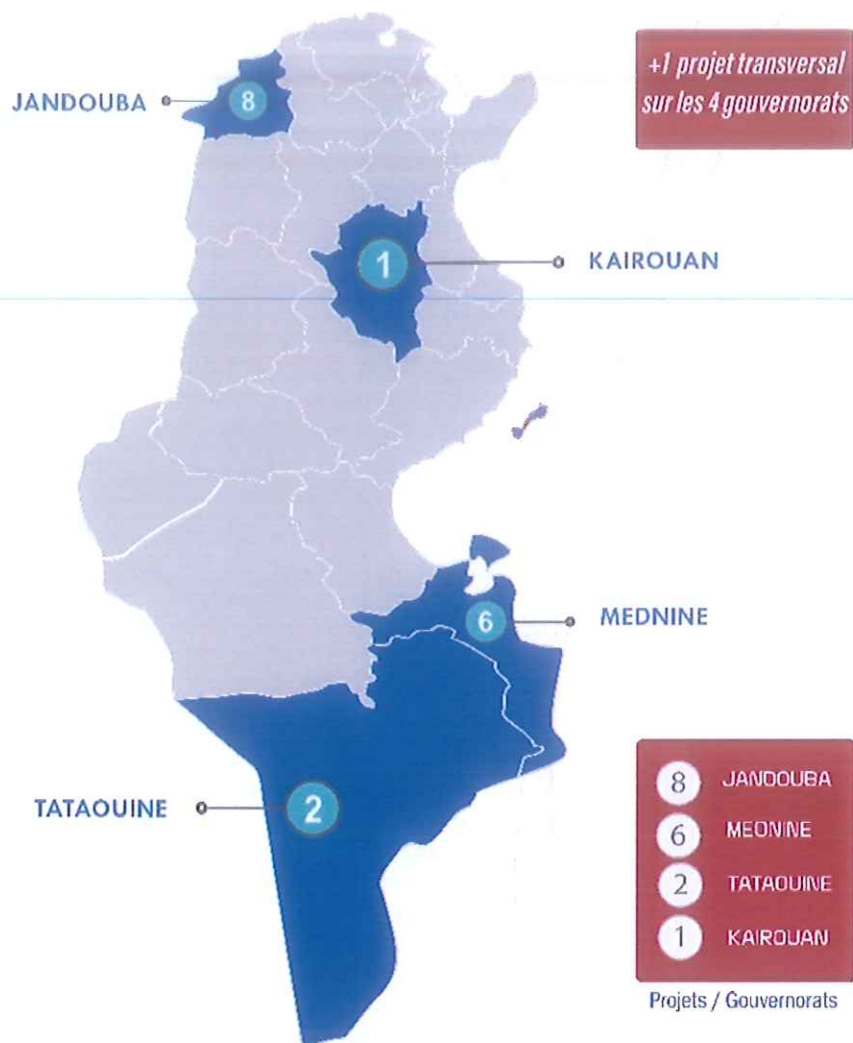 +1 projet transversal
sur les 4 gouvernorats
JANDOUBA
8
1
KAIROUAN
6
MEDNINE
TATAOUINE
2
8 JANDOUBA
6 MEDNINE
2 TATAOUINE
1 KAIROUAN
Projets / Gouvernorats